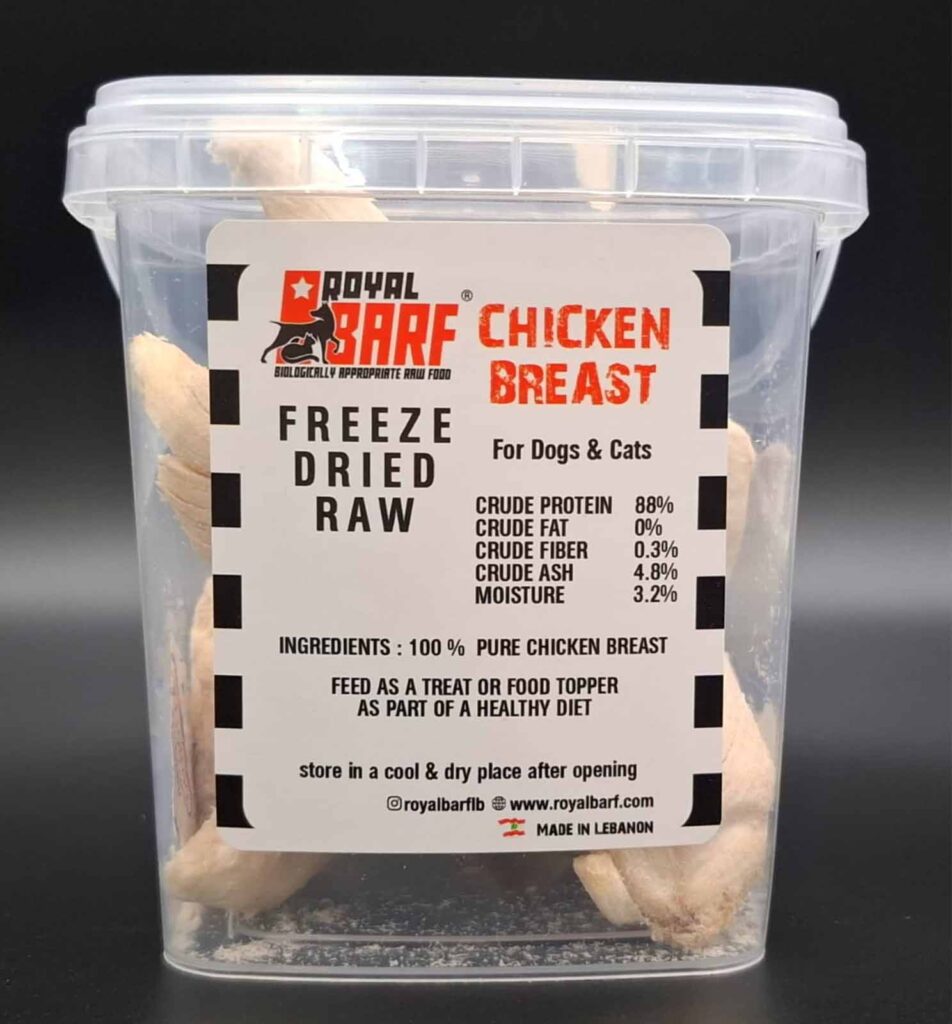 ROYAL
BARF®
BIOLOGICALLY APPROPRIATE RAW FOOD
CHICKEN
BREAST
FREEZE
DRIED
RAW
For Dogs & Cats
CRUDE PROTEIN 88%
CRUDE FAT 0%
CRUDE FIBER 0.3%
CRUDE ASH 4.8%
MOISTURE 3.2%
INGREDIENTS : 100 % PURE CHICKEN BREAST
FEED AS A TREAT OR FOOD TOPPER
AS PART OF A HEALTHY DIET
store in a cool & dry place after opening
royalbarflb www.royalbarf.com
MADE IN LEBANON